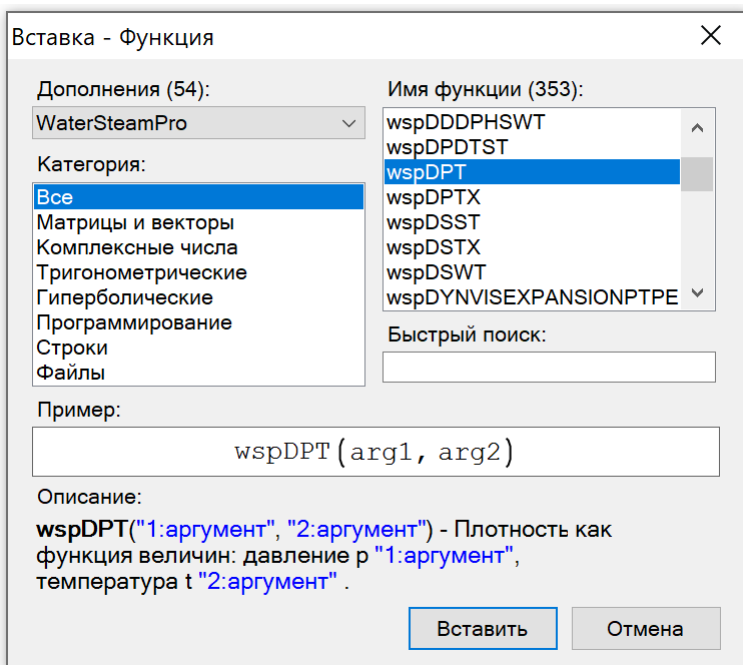 Вставка - Функция
Дополнения (54):
WaterSteamPro
Категория:
Все
Матрицы и векторы
Комплексные числа
Тригонометрические
Гиперболические
Программирование
Строки
Файлы
Имя функции (353):
wspDDDPHSWT
wspDPDTST
wspDPT
wspDPTX
wspDSST
wspDSTX
wspDSWT
wspDYNVISEXPANSIONPTPE
Быстрый поиск:
Пример:
wspDPT(arg1, arg2)
Описание:
wspDPT("1:аргумент", "2:аргумент") - Плотность как
функция величин: давление p "1:аргумент",
температура t "2:аргумент" .
Вставить
Отмена